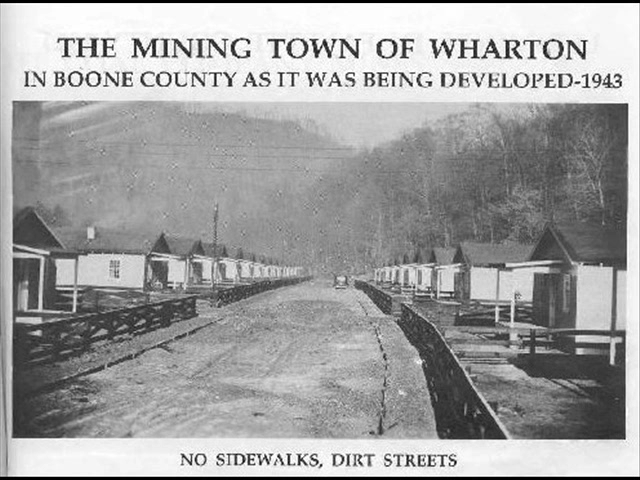 THE MINING TOWN OF WHARTON
IN BOONE COUNTY AS IT WAS BEING DEVELOPED-1943
NO SIDEWALKS, DIRT STREETS